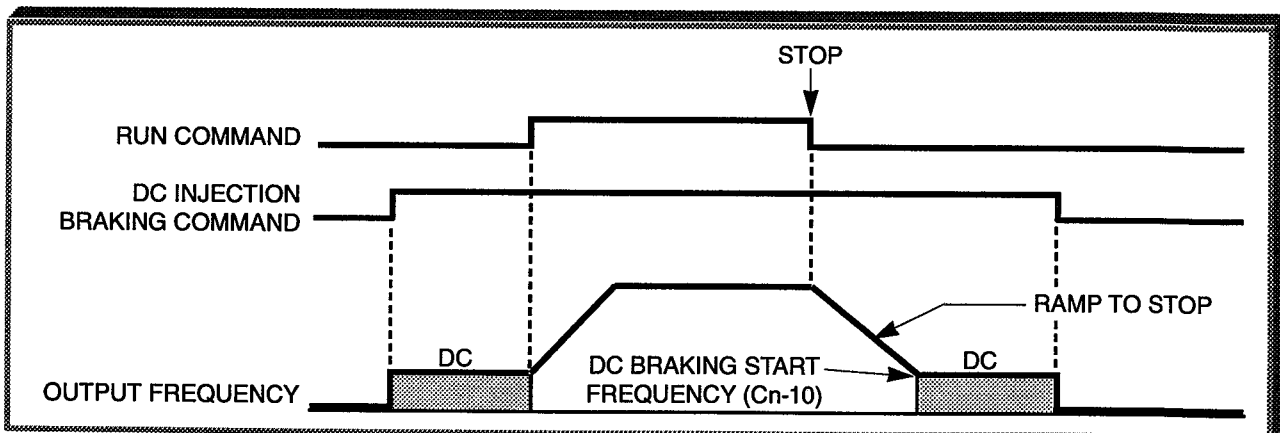 STOP
RUN COMMAND
DC INJECTION
BRAKING COMMAND
RAMP TO STOP
DC
DC BRAKING START
FREQUENCY (Cn-10)
DC
OUTPUT FREQUENCY